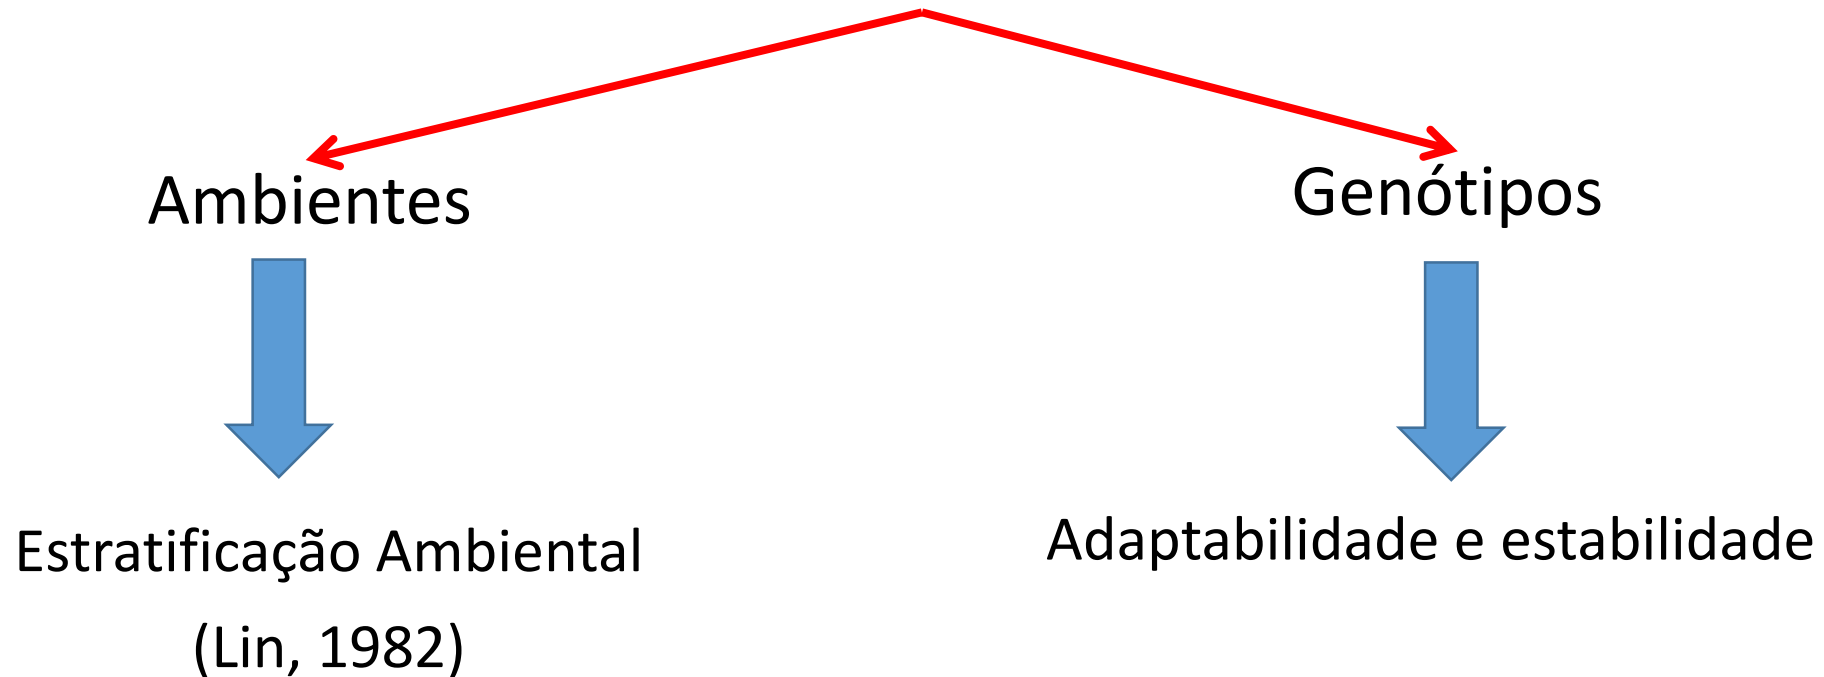 Ambientes
Genótipos
Estratificação Ambiental
(Lin, 1982)
Adaptabilidade e estabilidade